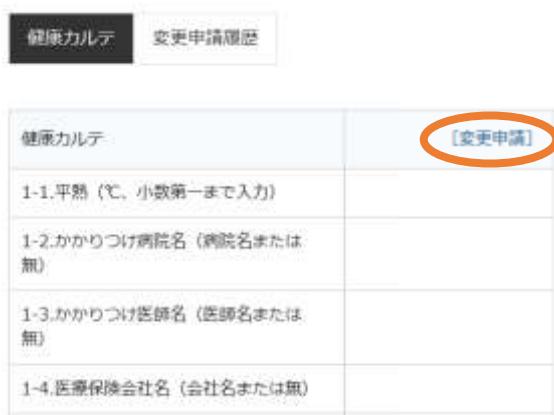 健康カルテ
変更申請履歴
健康カルテ
[変更申請]
1-1.平熱（℃、小数第一まで入力）
1-2.かかりつけ病院名（病院名または
無）
1-3.かかりつけ医師名（医師名または
無）
1-4.医療保険会社名（会社名または無）